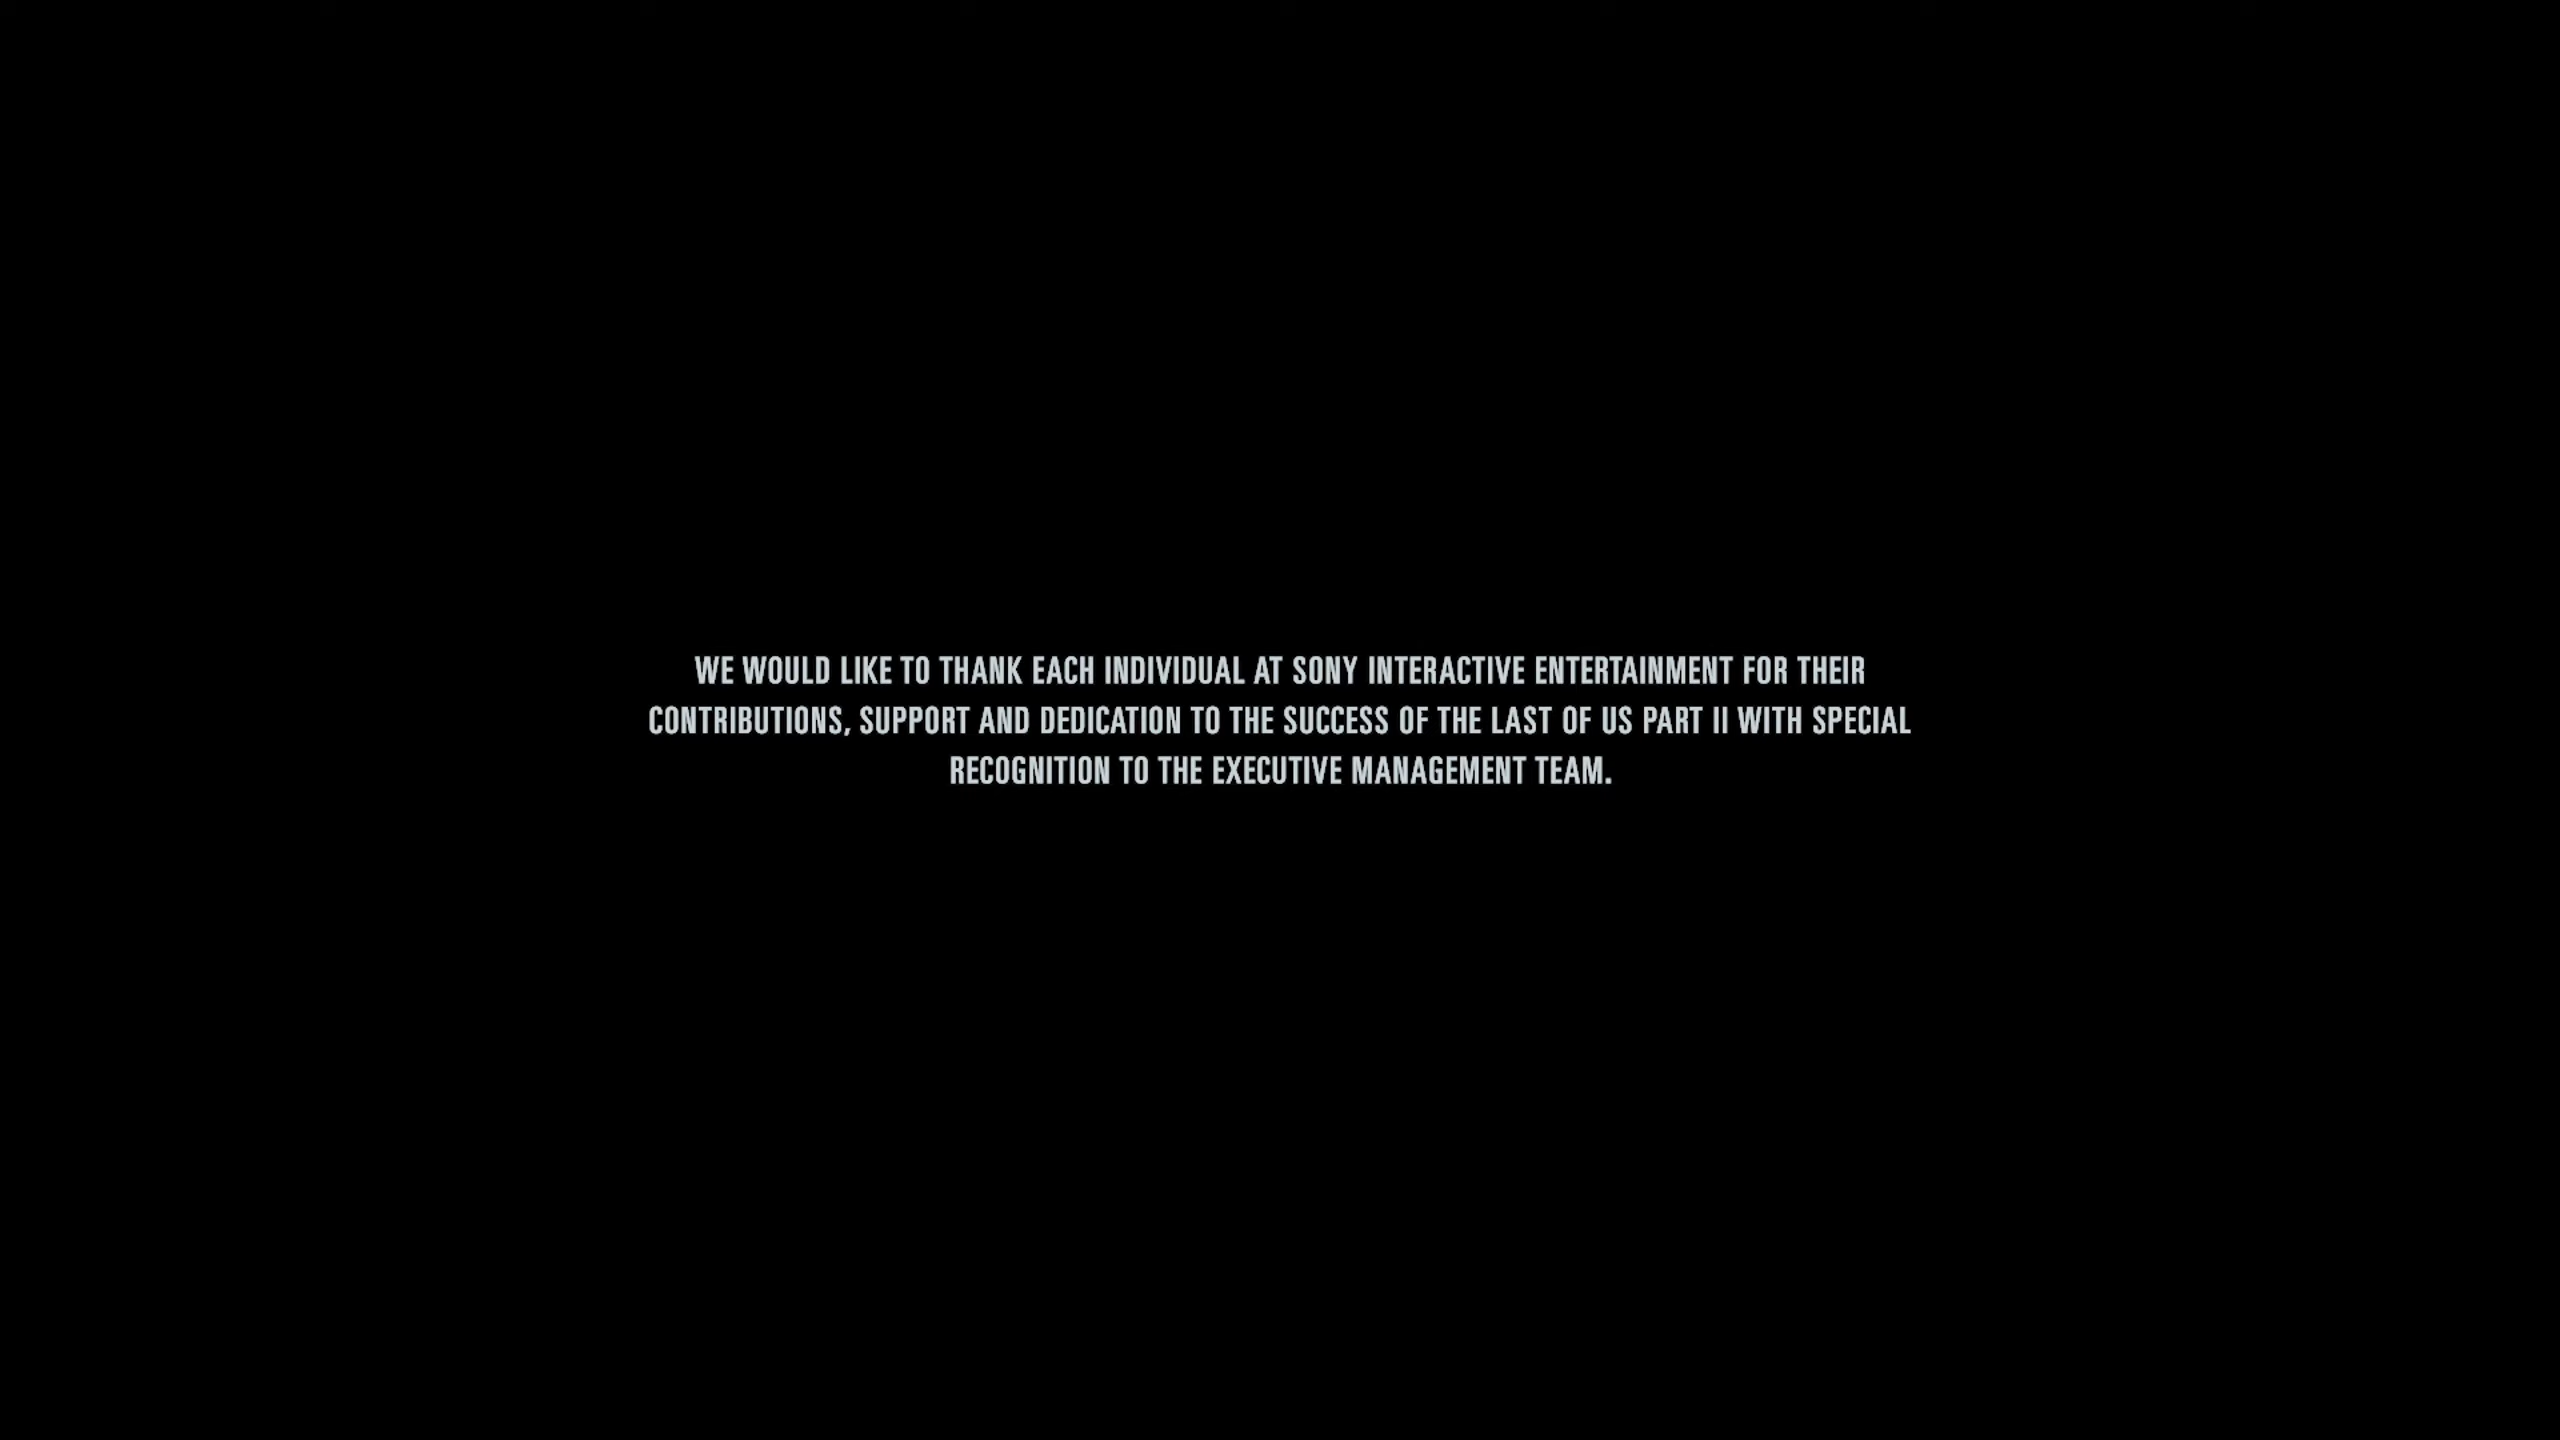 WE WOULD LIKE TO THANK EACH INDIVIDUAL AT SONY INTERACTIVE ENTERTAINMENT FOR THEIR
CONTRIBUTIONS, SUPPORT AND DEDICATION TO THE SUCCESS OF THE LAST OF US PART II WITH SPECIAL
RECOGNITION TO THE EXECUTIVE MANAGEMENT TEAM.